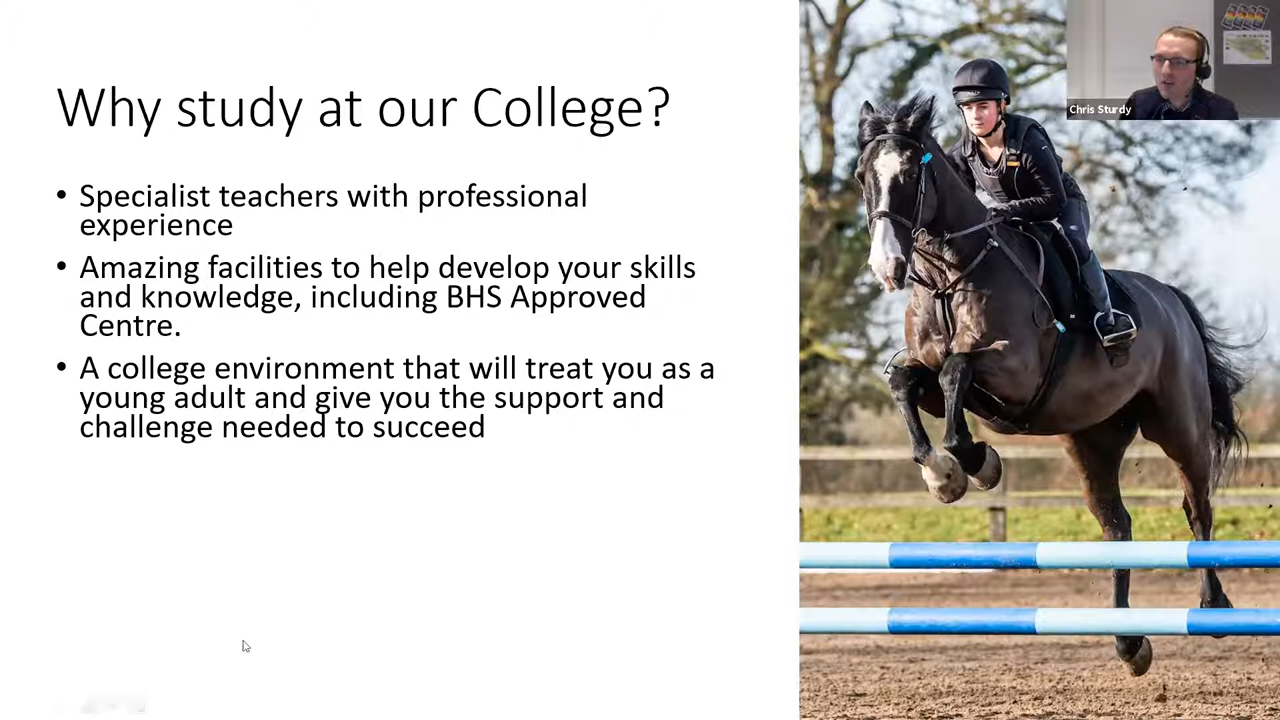 Why study at our College?
• Specialist teachers with professional
experience
• Amazing facilities to help develop your skills
and knowledge, including BHS Approved
Centre.
• A college environment that will treat you as a
young adult and give you the support and
challenge needed to succeed
Chris Sturdy